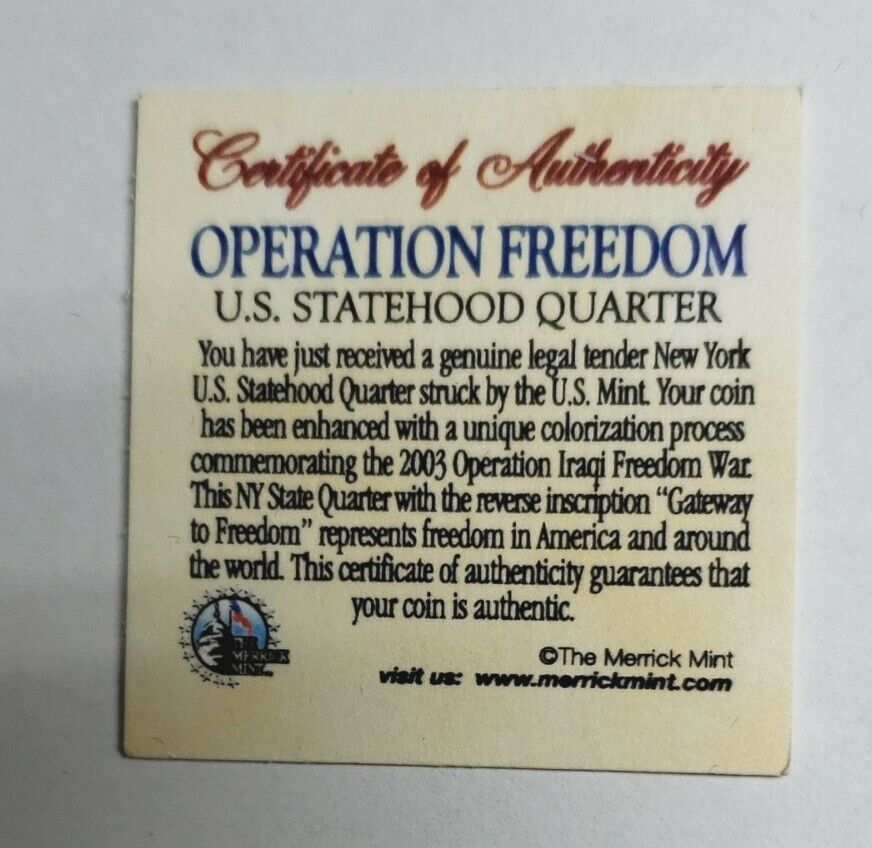 Certificate of Authenticity
OPERATION FREEDOM
U.S. STATEHOOD QUARTER
You have just received a genuine legal tender New York
U.S. Statehood Quarter struck by the U.S. Mint. Your coin
has been enhanced with a unique colorization process
commemorating the 2003 Operation Iraqi Freedom War.
This NY State Quarter with the reverse inscription “Gateway
to Freedom” represents freedom in America and around
the world. This certificate of authenticity guarantees that
your coin is authentic.
THE
MERRICK
MINT
©The Merrick Mint
visit us: www.merrickmint.com